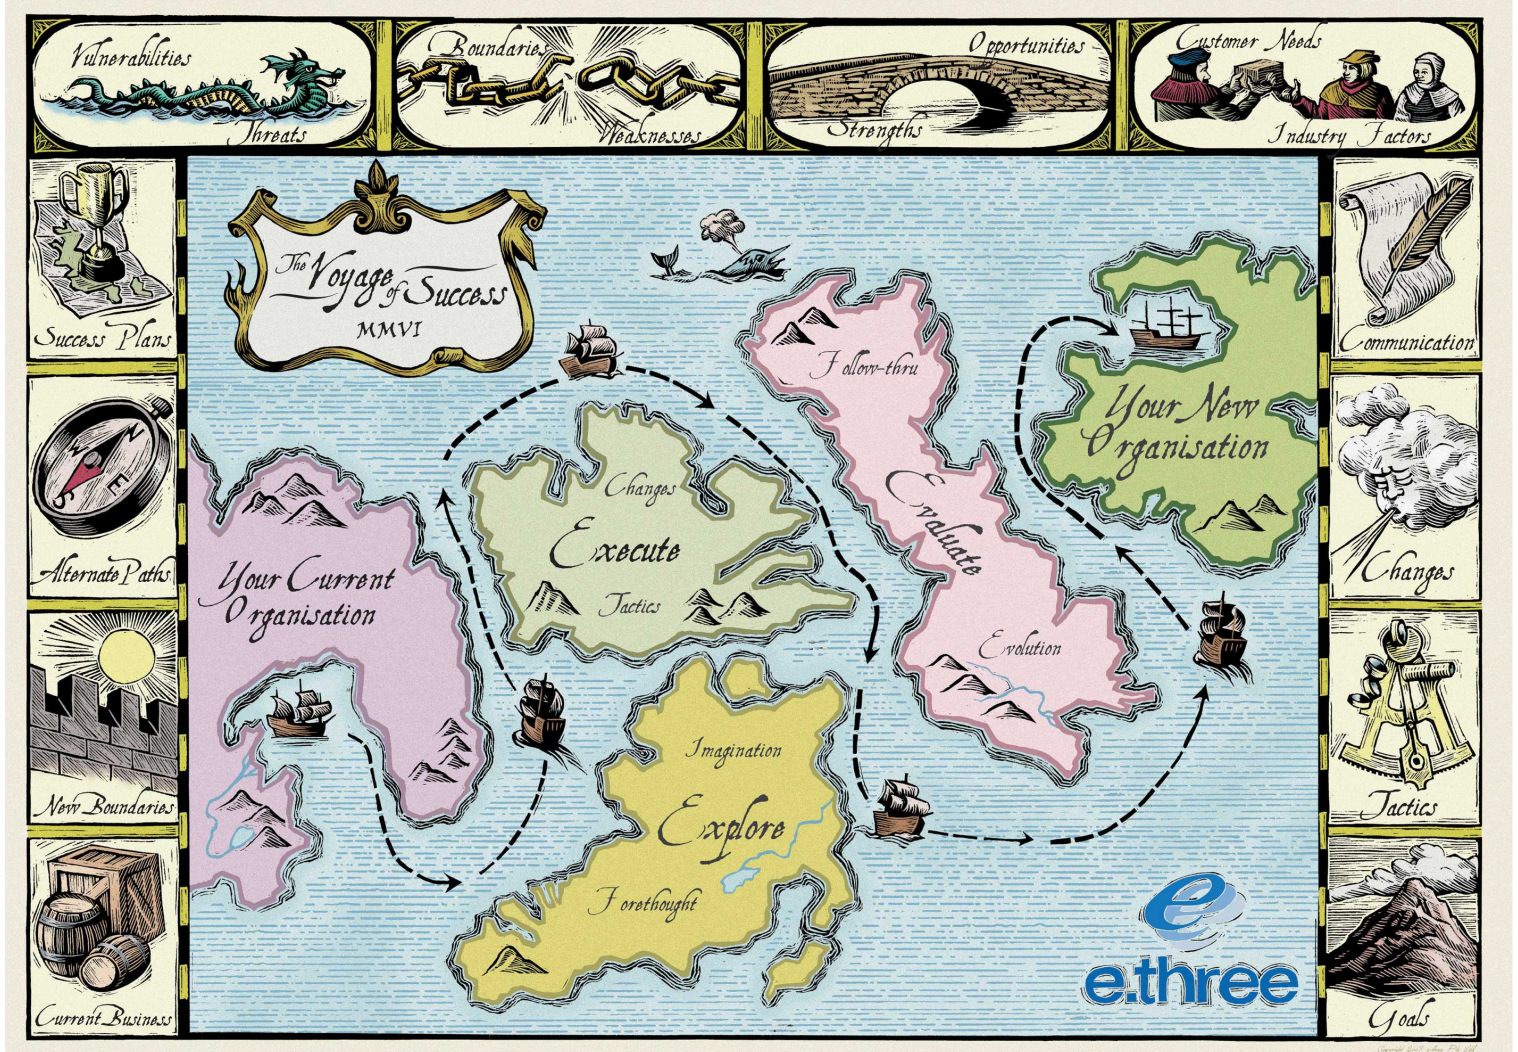 Vulnerabilities
Threats
Boundaries
Weaknesses
Opportunities
Strengths
Customer Needs
Industry Factors
Success Plans
Alternate Paths
New Boundaries
Current Business
The Voyage
of Success
MMVI
Your Current
Organisation
Changes
Execute
Tactics
Imagination
Explore
Forethought
Follow-thru
Evaluate
Evolution
Your New
Organisation
e
e.three
Communication
Changes
Tactics
Goals
N
W
E
S